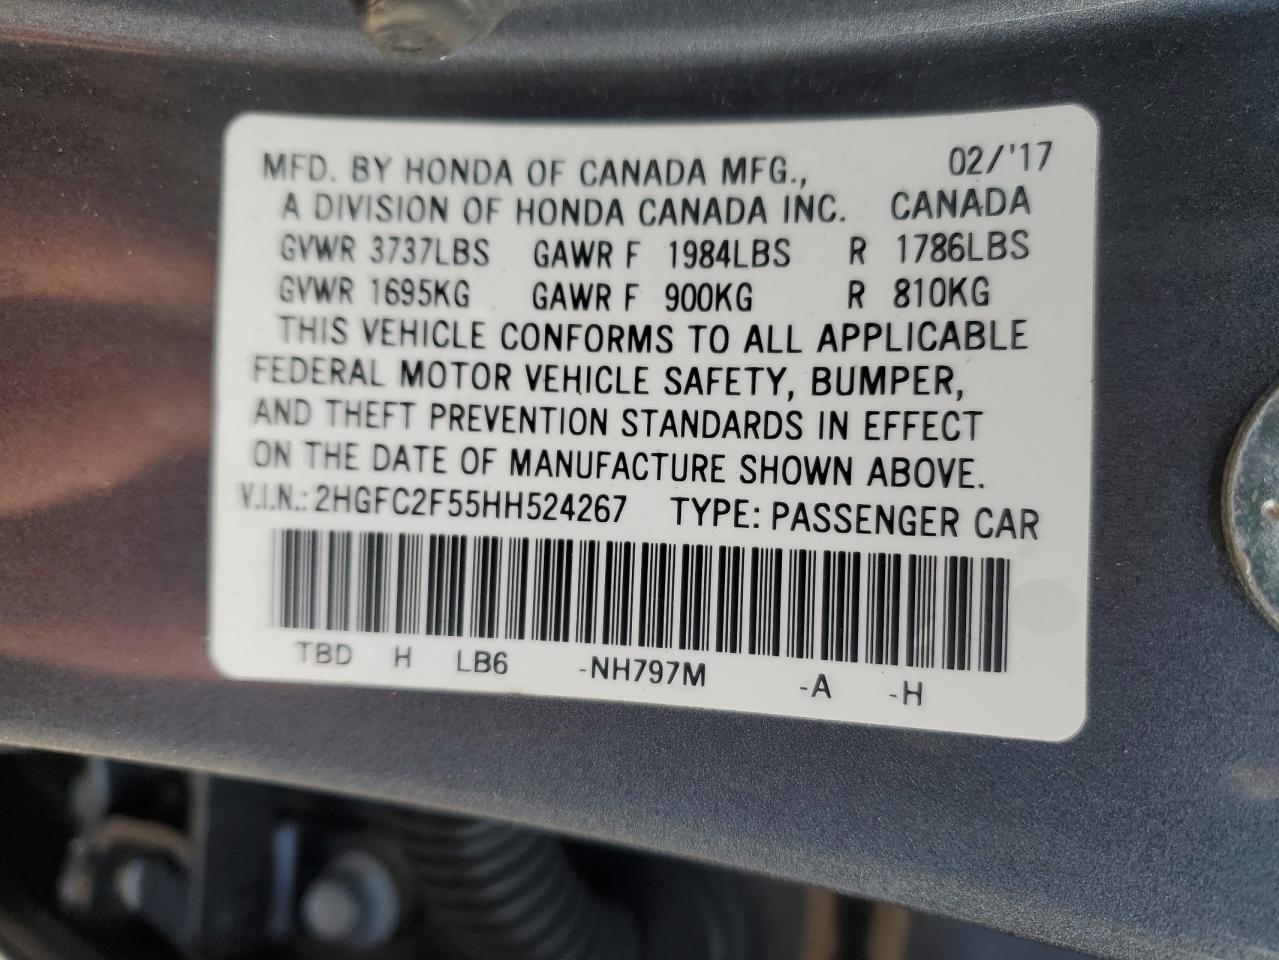 MFD. BY HONDA OF CANADA MFG., 02/'17
A DIVISION OF HONDA CANADA INC. CANADA
GVWR 3737LBS GAWR F 1984LBS R 1786LBS
GVWR 1695KG GAWR F 900KG R 810KG
THIS VEHICLE CONFORMS TO ALL APPLICABLE
FEDERAL MOTOR VEHICLE SAFETY, BUMPER,
AND THEFT PREVENTION STANDARDS IN EFFECT
ON THE DATE OF MANUFACTURE SHOWN ABOVE.
V.I.N.: 2HGFC2F55HH524267 TYPE: PASSENGER CAR
TBD H LB6 -NH797M -A -H